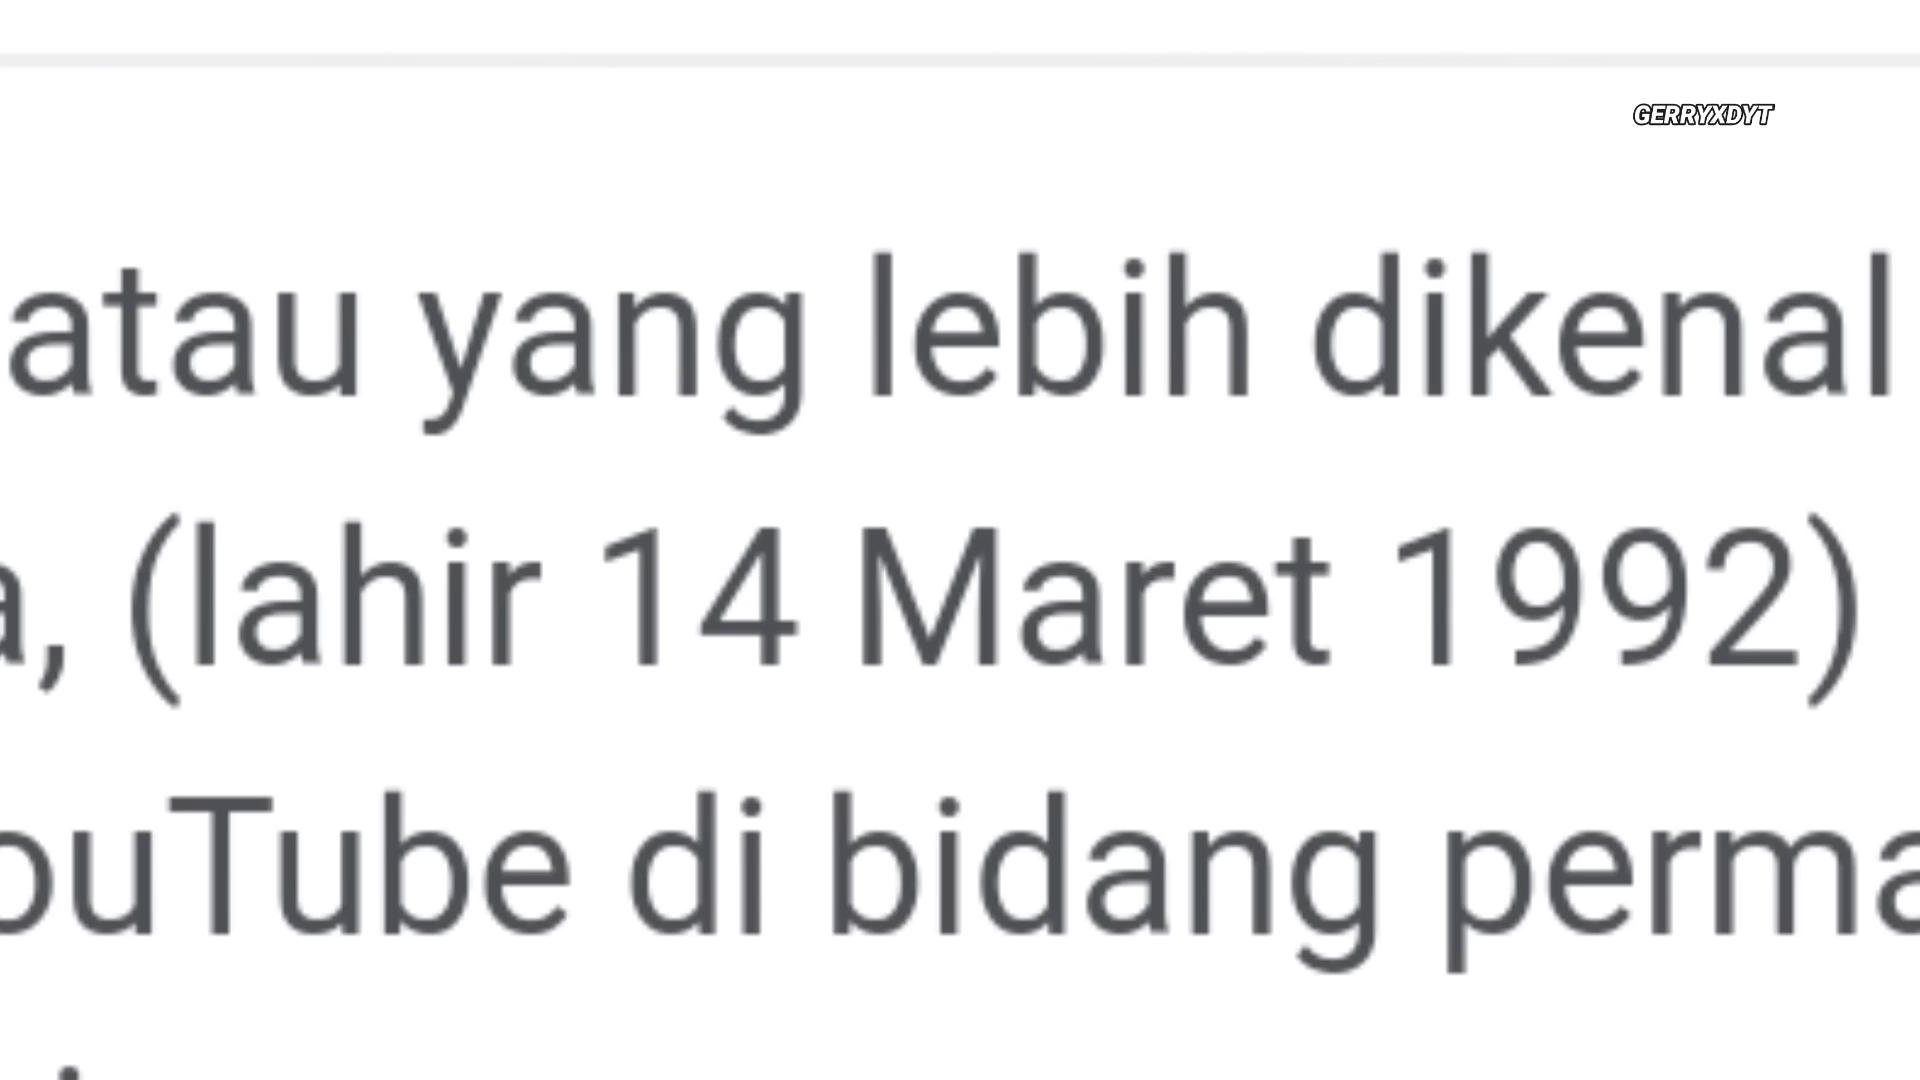 GERRYXDYT
atau yang lebih dikenal
a, (lahir 14 Maret 1992)
ouTube di bidang perma